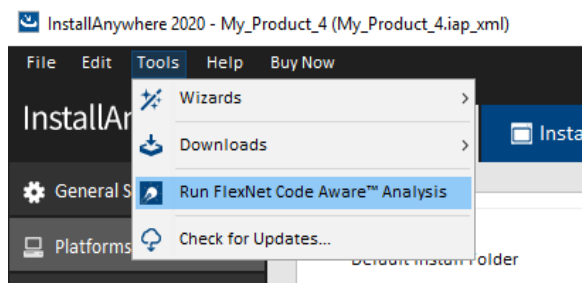 InstallAnywhere 2020 - My_Product_4 (My_Product_4.iap_xml)
File Edit Tools Help Buy Now
InstallAr
Wizards
Downloads
Insta
Run FlexNet Code Aware™ Analysis
General S
Check for Updates...
Platforms
Default Install Folder